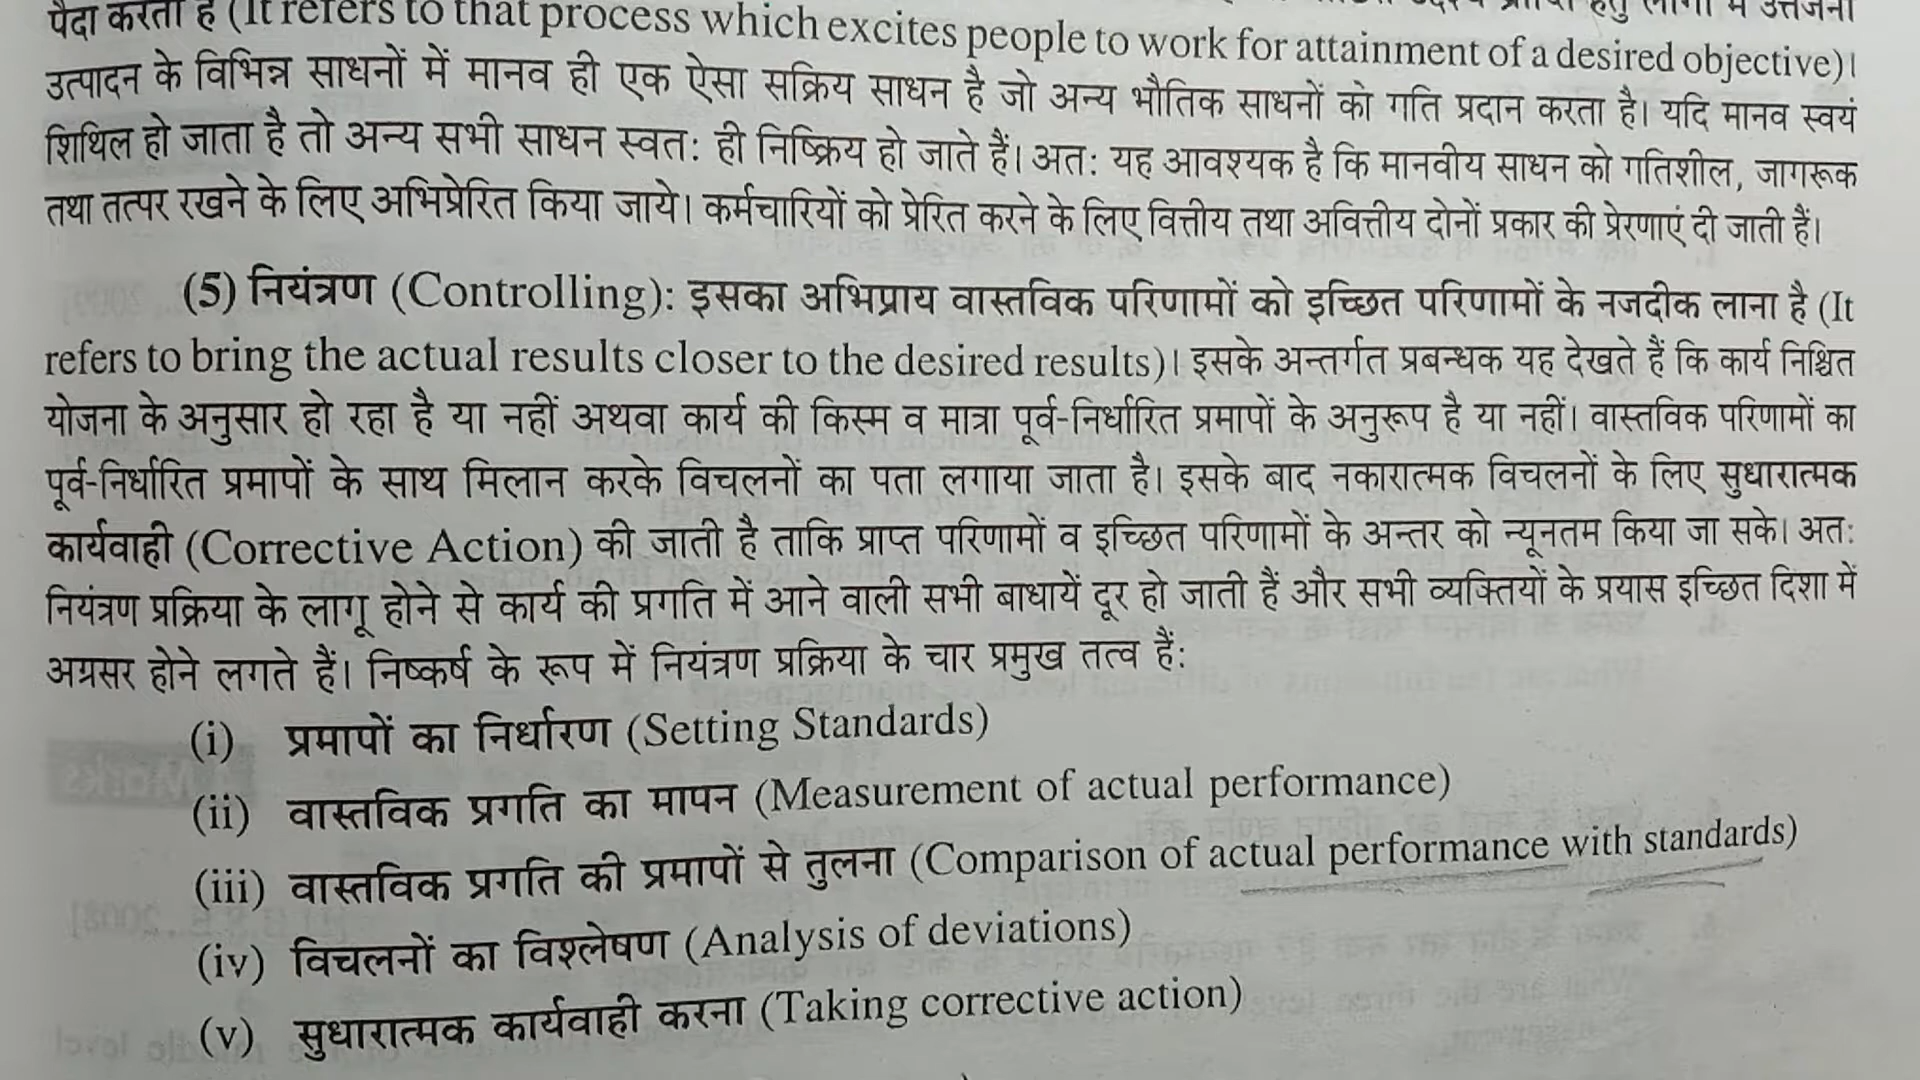 पैदा करता है (It refers to that process which excites people to work for attainment of a desired objective)।
उत्पादन के विभिन्न साधनों में मानव ही एक ऐसा सक्रिय साधन है जो अन्य भौतिक साधनों को गति प्रदान करता है। यदि मानव स्वयं
शिथिल हो जाता है तो अन्य सभी साधन स्वत: ही निष्क्रिय हो जाते हैं। अत: यह आवश्यक है कि मानवीय साधन को गतिशील, जागरूक
तथा तत्पर रखने के लिए अभिप्रेरित किया जाये। कर्मचारियों को प्रेरित करने के लिए वित्तीय तथा अवित्तीय दोनों प्रकार की प्रेरणाएं दी जाती हैं।
(5) नियंत्रण (Controlling): इसका अभिप्राय वास्तविक परिणामों को इच्छित परिणामों के नजदीक लाना है (It
refers to bring the actual results closer to the desired results)। इसके अन्तर्गत प्रबन्धक यह देखते हैं कि कार्य निश्चित
योजना के अनुसार हो रहा है या नहीं अथवा कार्य की किस्म व मात्रा पूर्व-निर्धारित प्रमापों के अनुरूप है या नहीं। वास्तविक परिणामों का
पूर्व-निर्धारित प्रमापों के साथ मिलान करके विचलनों का पता लगाया जाता है। इसके बाद नकारात्मक विचलनों के लिए सुधारात्मक
कार्यवाही (Corrective Action) की जाती है ताकि प्राप्त परिणामों व इच्छित परिणामों के अन्तर को न्यूनतम किया जा सके। अत:
नियंत्रण प्रक्रिया के लागू होने से कार्य की प्रगति में आने वाली सभी बाधायें दूर हो जाती हैं और सभी व्यक्तियों के प्रयास इच्छित दिशा में
अग्रसर होने लगते हैं। निष्कर्ष के रूप में नियंत्रण प्रक्रिया के चार प्रमुख तत्व हैं:
(i) प्रमापों का निर्धारण (Setting Standards)
(ii) वास्तविक प्रगति का मापन (Measurement of actual performance)
(iii) वास्तविक प्रगति की प्रमापों से तुलना (Comparison of actual performance with standards)
(iv) विचलनों का विश्लेषण (Analysis of deviations)
(v) सुधारात्मक कार्यवाही करना (Taking corrective action)